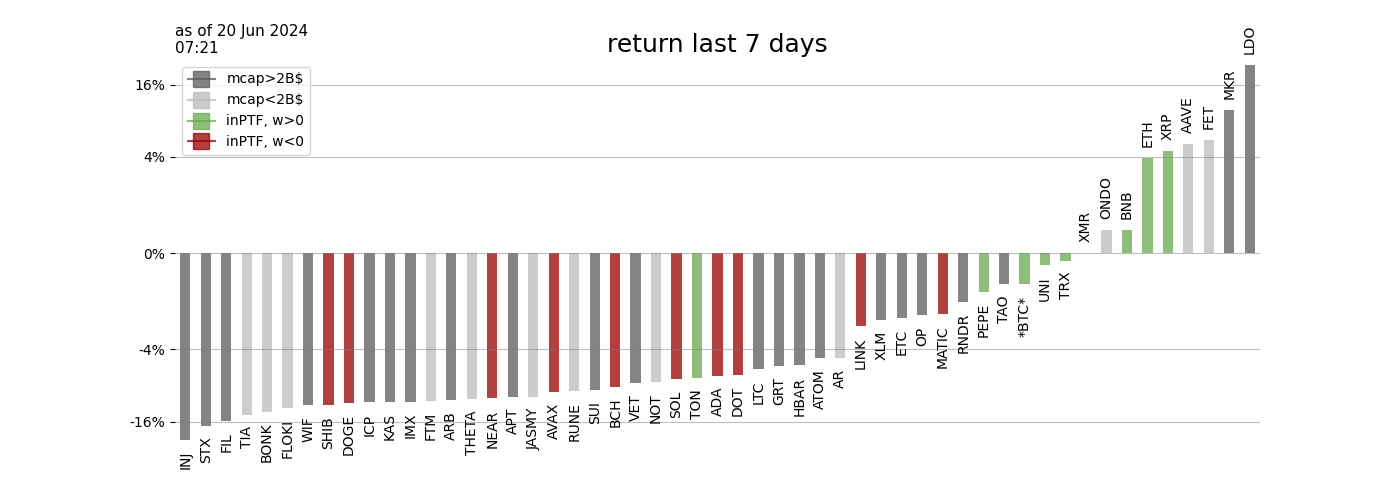 as of 20 Jun 2024
07:21
return last 7 days
mcap>2B$
mcap<2B$
inPTF, w>0
inPTF, w<0
16%
4%
0%
-4%
-16%
INJ
STX
FIL
TIA
BONK
FLOKI
WIF
SHIB
DOGE
ICP
KAS
IMX
FTM
ARB
THETA
NEAR
APT
JASMY
AVAX
RUNE
SUI
BCH
VET
NOT
SOL
TON
ADA
DOT
LTC
GRT
HBAR
ATOM
AR
LINK
XLM
ETC
OP
MATIC
RNDR
PEPE
TAO
*BTC*
UNI
TRX
XMR
ONDO
BNB
ETH
XRP
AAVE
FET
MKR
LDO